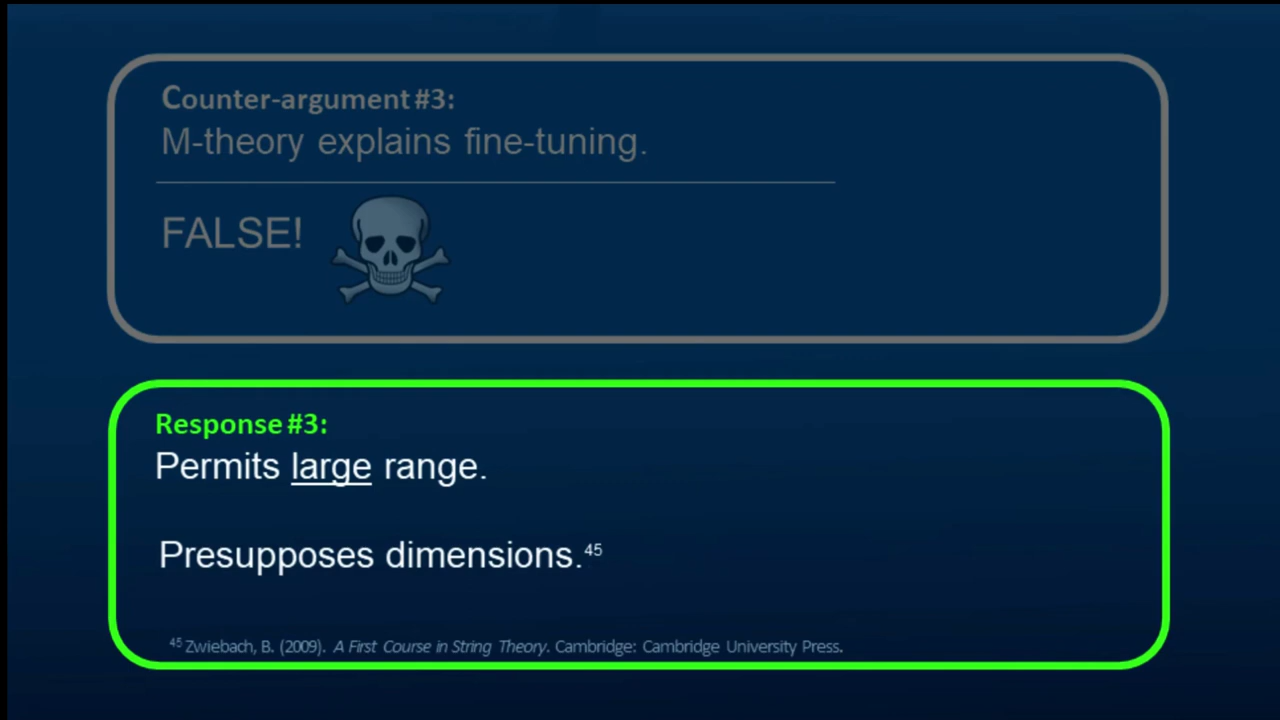 Counter-argument #3:
M-theory explains fine-tuning.
FALSE!
Response #3:
Permits large range.
Presupposes dimensions.⁴⁵
⁴⁵ Zwiebach, B. (2009). A First Course in String Theory. Cambridge: Cambridge University Press.